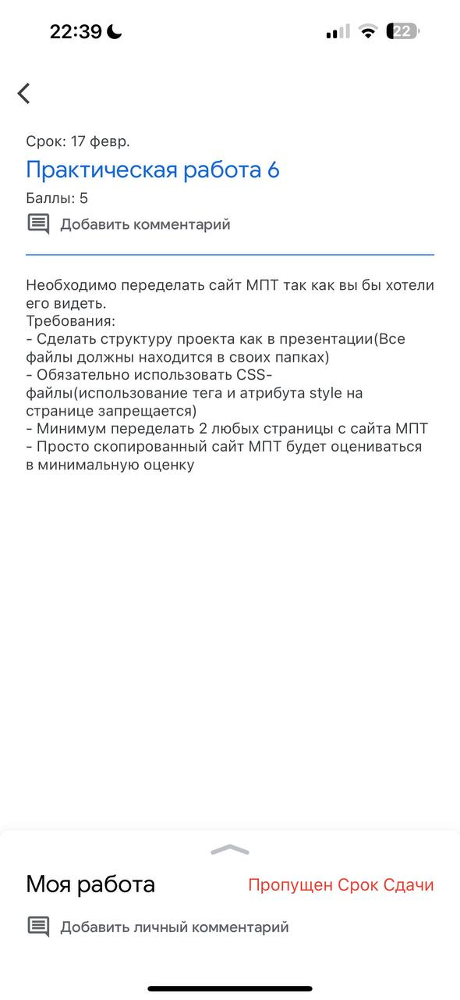 22:39
22
Срок: 17 февр.
Практическая работа 6
Баллы: 5
Добавить комментарий
Необходимо переделать сайт МПТ так как вы бы хотели
его видеть.
Требования:
- Сделать структуру проекта как в презентации(Все
файлы должны находится в своих папках)
- Обязательно использовать CSS-
файлы(использование тега и атрибута style на
странице запрещается)
- Минимум переделать 2 любых страницы с сайта МПТ
- Просто скопированный сайт МПТ будет оцениваться
в минимальную оценку
Моя работа
Пропущен Срок Сдачи
Добавить личный комментарий